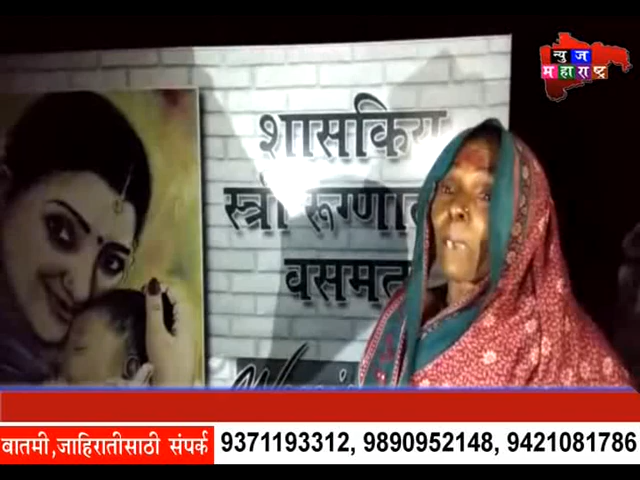 न्युज
महाराष्ट्र
शासकिय
स्त्री
वसमत
बातमी,जाहिरातीसाठी संपर्क 9371193312, 9890952148, 9421081786